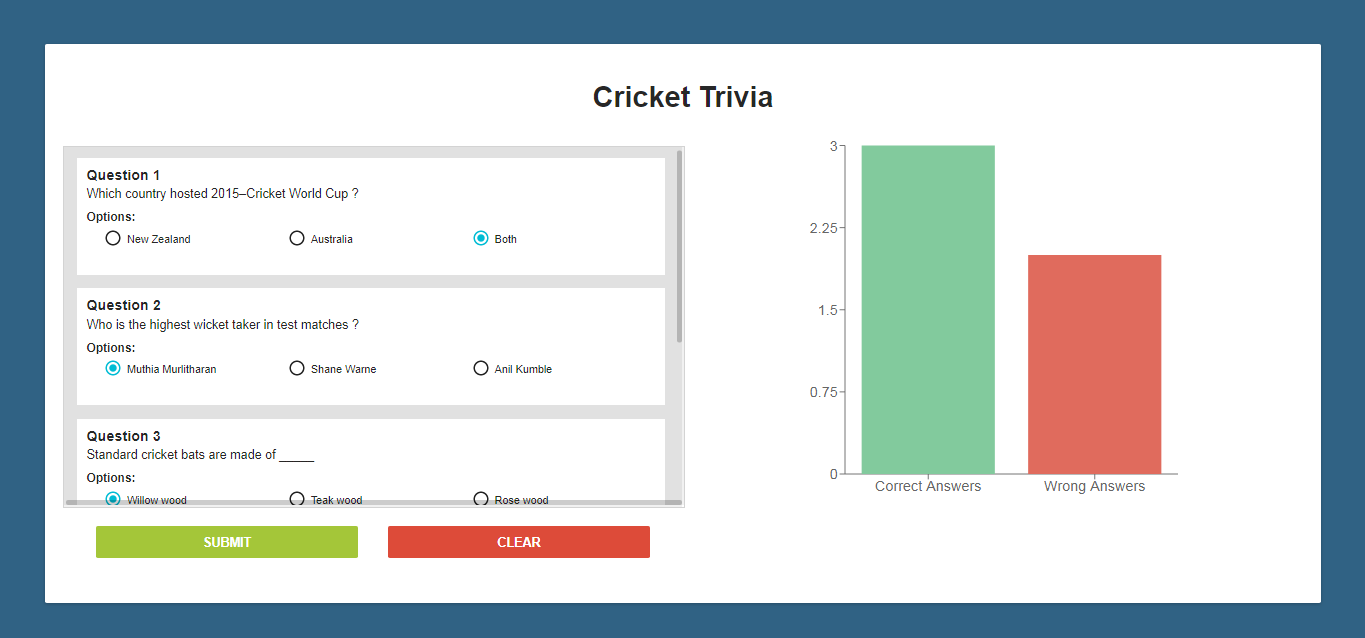 Cricket Trivia
Question 1
Which country hosted 2015–Cricket World Cup ?
Options:
New Zealand Australia Both
Question 2
Who is the highest wicket taker in test matches ?
Options:
Muthia Murlitharan Shane Warne Anil Kumble
Question 3
Standard cricket bats are made of _____
Options:
Willow wood Teak wood Rose wood
SUBMIT CLEAR
3
2.25
1.5
0.75
0
Correct Answers Wrong Answers